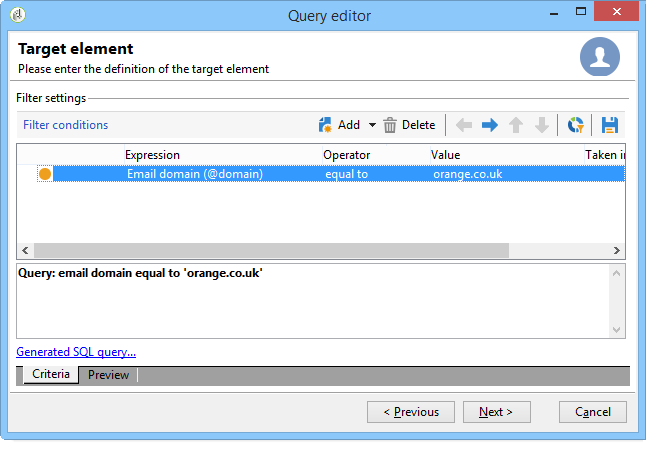 Query editor
Target element
Please enter the definition of the target element
Filter settings
Filter conditions Add Delete
Expression Operator Value Taken in
Email domain (@domain) equal to orange.co.uk
Query: email domain equal to 'orange.co.uk'
Generated SQL query...
Criteria Preview
< Previous Next > Cancel